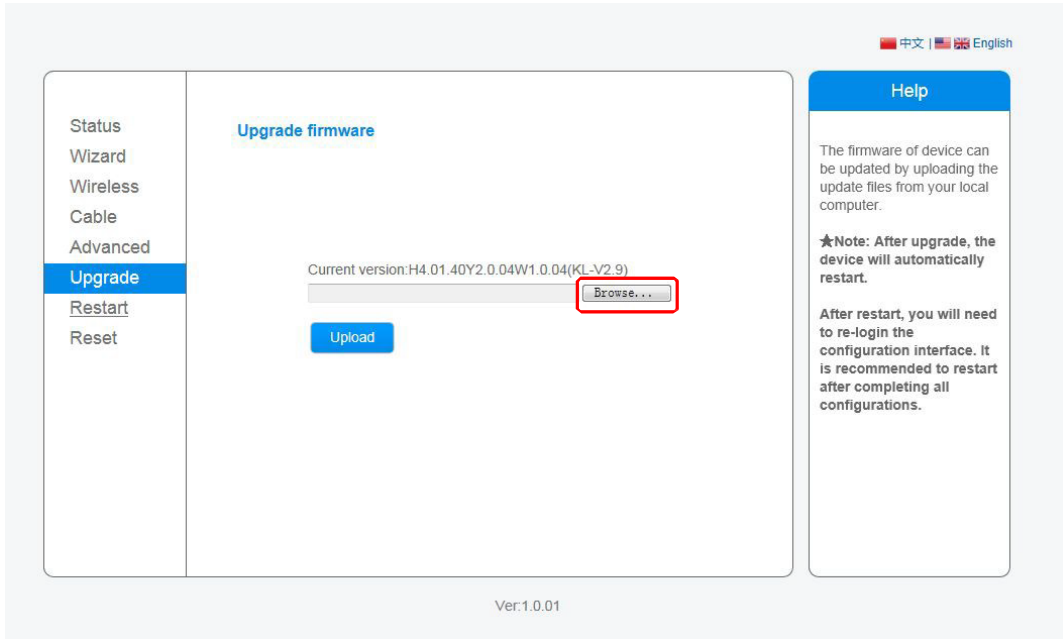 中文 | English
Help
Status
Wizard
Wireless
Cable
Advanced
Upgrade
Restart
Reset
Upgrade firmware
Current version:H4.01.40Y2.0.04W1.0.04(KL-V2.9)
Browse...
Upload
The firmware of device can
be updated by uploading the
update files from your local
computer.
★Note: After upgrade, the
device will automatically
restart.
After restart, you will need
to re-login the
configuration interface. It
is recommended to restart
after completing all
configurations.
Ver:1.0.01